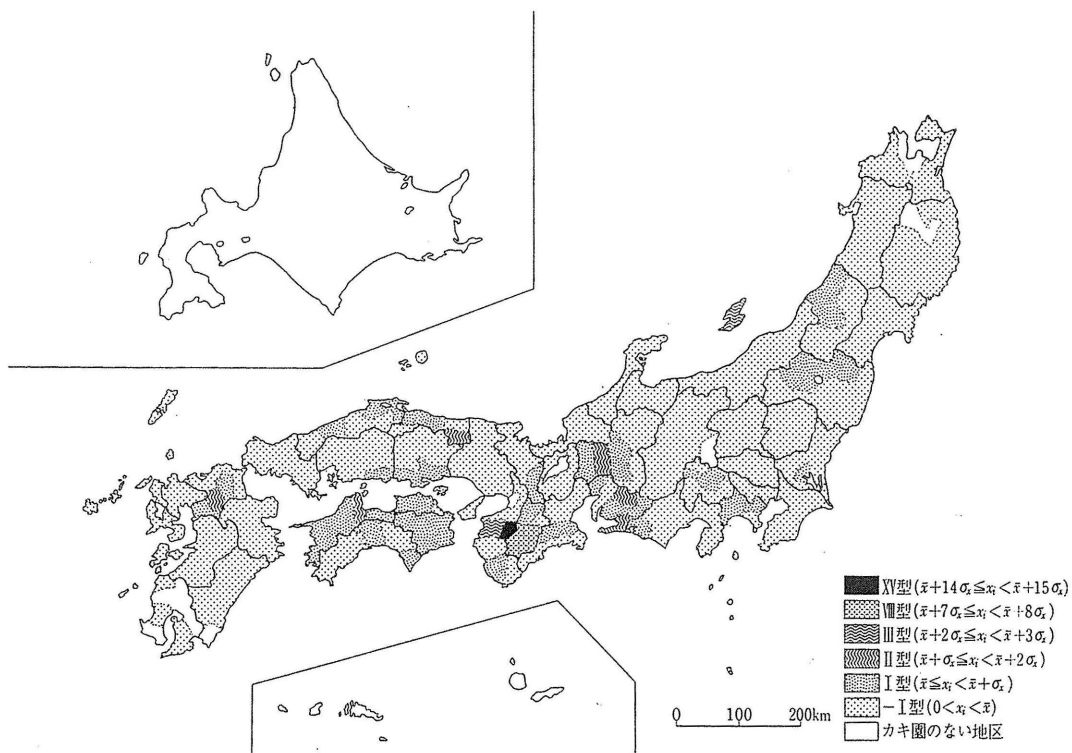 XV型(x̄+14σₓ≦xᵢ<x̄+15σₓ)
Ⅷ型(x̄+7σₓ≦xᵢ<x̄+8σₓ)
Ⅲ型(x̄+2σₓ≦xᵢ<x̄+3σₓ)
Ⅱ型(x̄+σₓ≦xᵢ<x̄+2σₓ)
Ⅰ型(x̄≦xᵢ<x̄+σₓ)
−Ⅰ型(0<xᵢ<x̄)
カキ園のない地区
0 100 200km